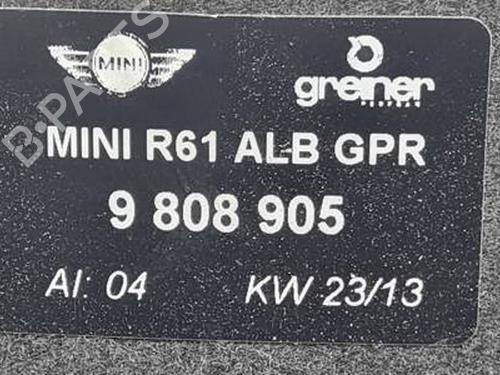 MINI
greiner
MINI R61 ALB GPR
9 808 905
AI: 04 KW 23/13
B-PARTS